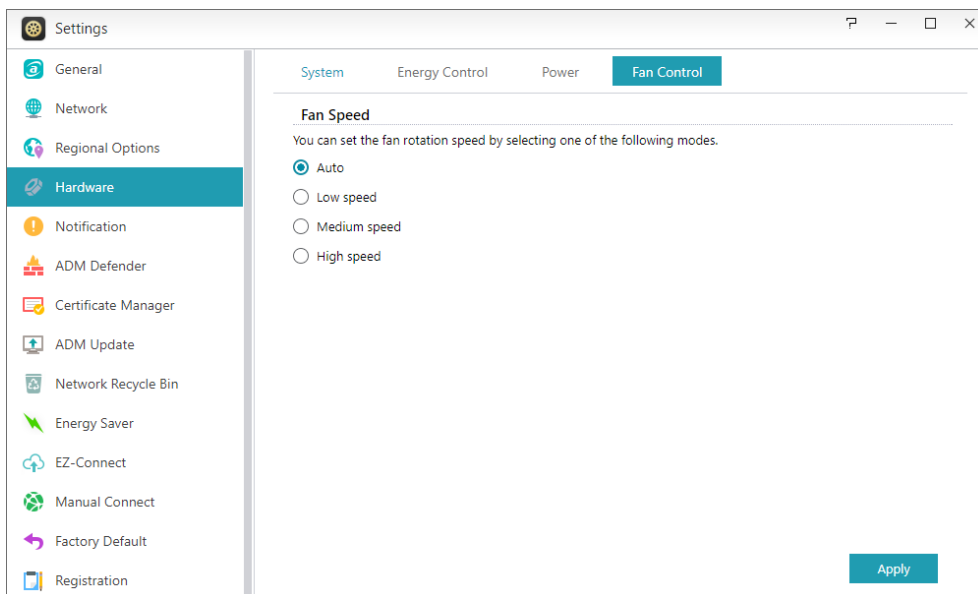 Settings
General
Network
Regional Options
Hardware
Notification
ADM Defender
Certificate Manager
ADM Update
Network Recycle Bin
Energy Saver
EZ-Connect
Manual Connect
Factory Default
Registration
System Energy Control Power Fan Control
Fan Speed
You can set the fan rotation speed by selecting one of the following modes.
Auto
Low speed
Medium speed
High speed
Apply